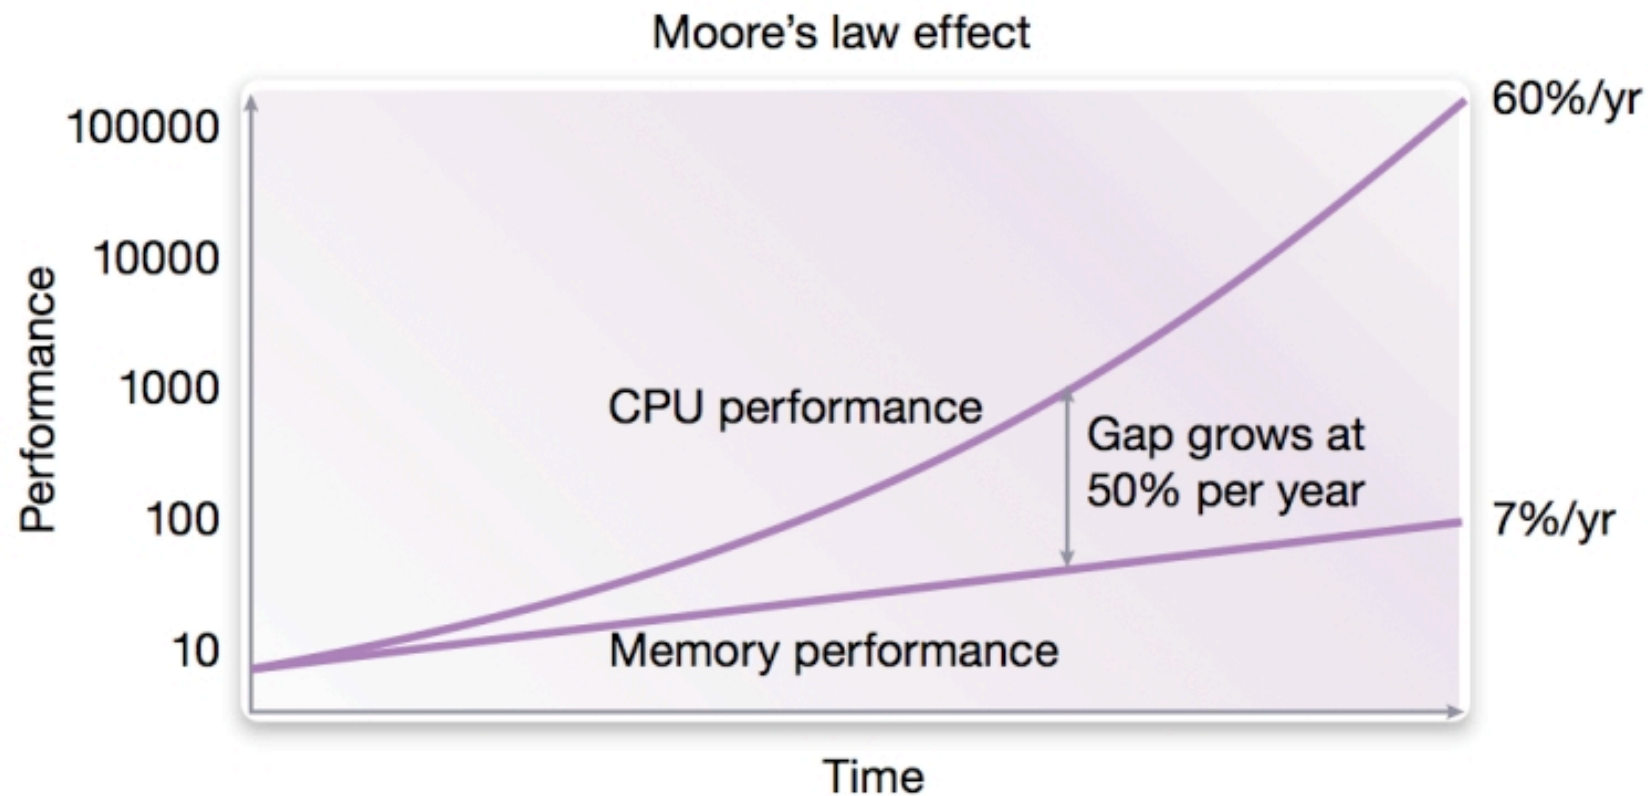 Moore's law effect
100000
10000
1000
100
10
Performance
60%/yr
CPU performance
Gap grows at
50% per year
7%/yr
Memory performance
Time